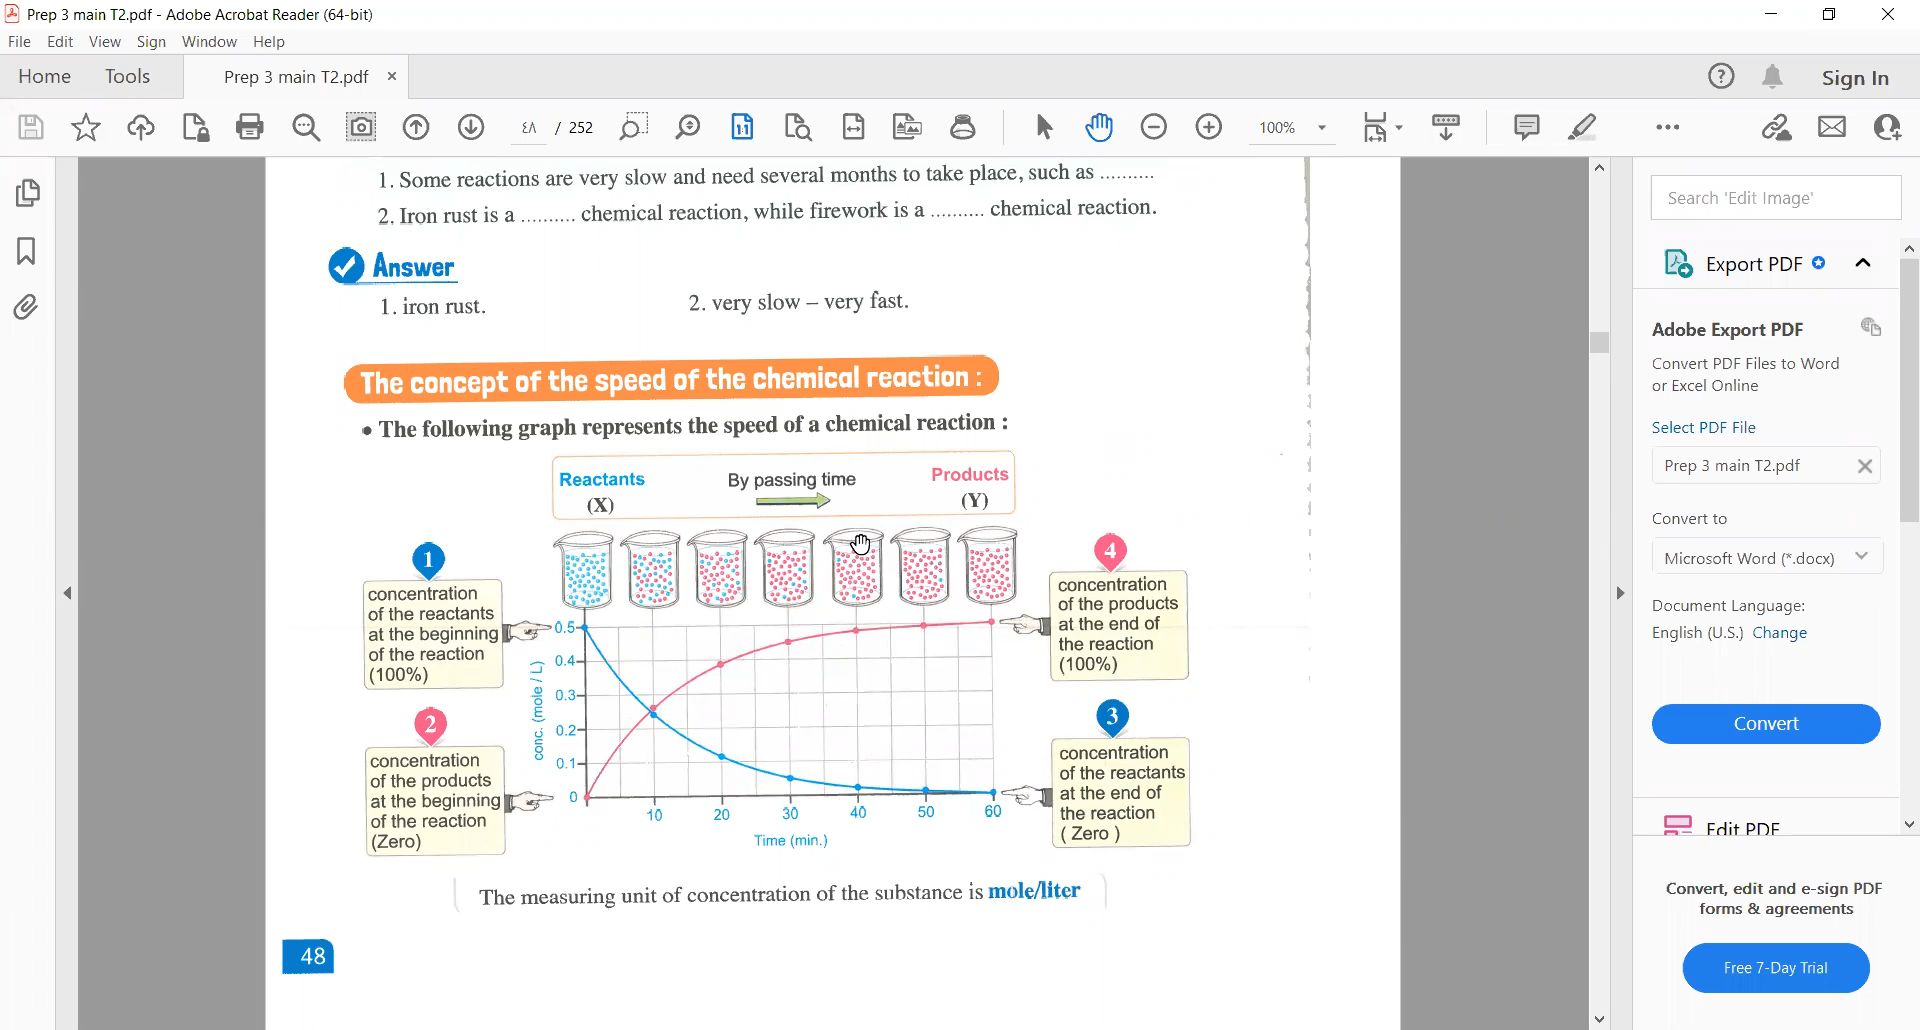 Prep 3 main T2.pdf - Adobe Acrobat Reader (64-bit)
File Edit View Sign Window Help
Home Tools Prep 3 main T2.pdf × ? Sign In
٤٨ / 252 1:1 100%
1. Some reactions are very slow and need several months to take place, such as ..........
2. Iron rust is a .......... chemical reaction, while firework is a .......... chemical reaction.
Answer
1. iron rust. 2. very slow – very fast.
The concept of the speed of the chemical reaction :
• The following graph represents the speed of a chemical reaction :
Reactants By passing time Products
(X) (Y)
1
concentration
of the reactants
at the beginning
of the reaction
(100%)
2
concentration
of the products
at the beginning
of the reaction
(Zero)
conc. (mole / L)
0.5
0.4
0.3
0.2
0.1
0
10 20 30 40 50 60
Time (min.)
4
concentration
of the products
at the end of
the reaction
(100%)
3
concentration
of the reactants
at the end of
the reaction
( Zero )
The measuring unit of concentration of the substance is mole/liter
48
Search 'Edit Image'
Export PDF
Adobe Export PDF
Convert PDF Files to Word
or Excel Online
Select PDF File
Prep 3 main T2.pdf
Convert to
Microsoft Word (*.docx)
Document Language:
English (U.S.) Change
Convert
Edit PDF
Convert, edit and e-sign PDF
forms & agreements
Free 7-Day Trial